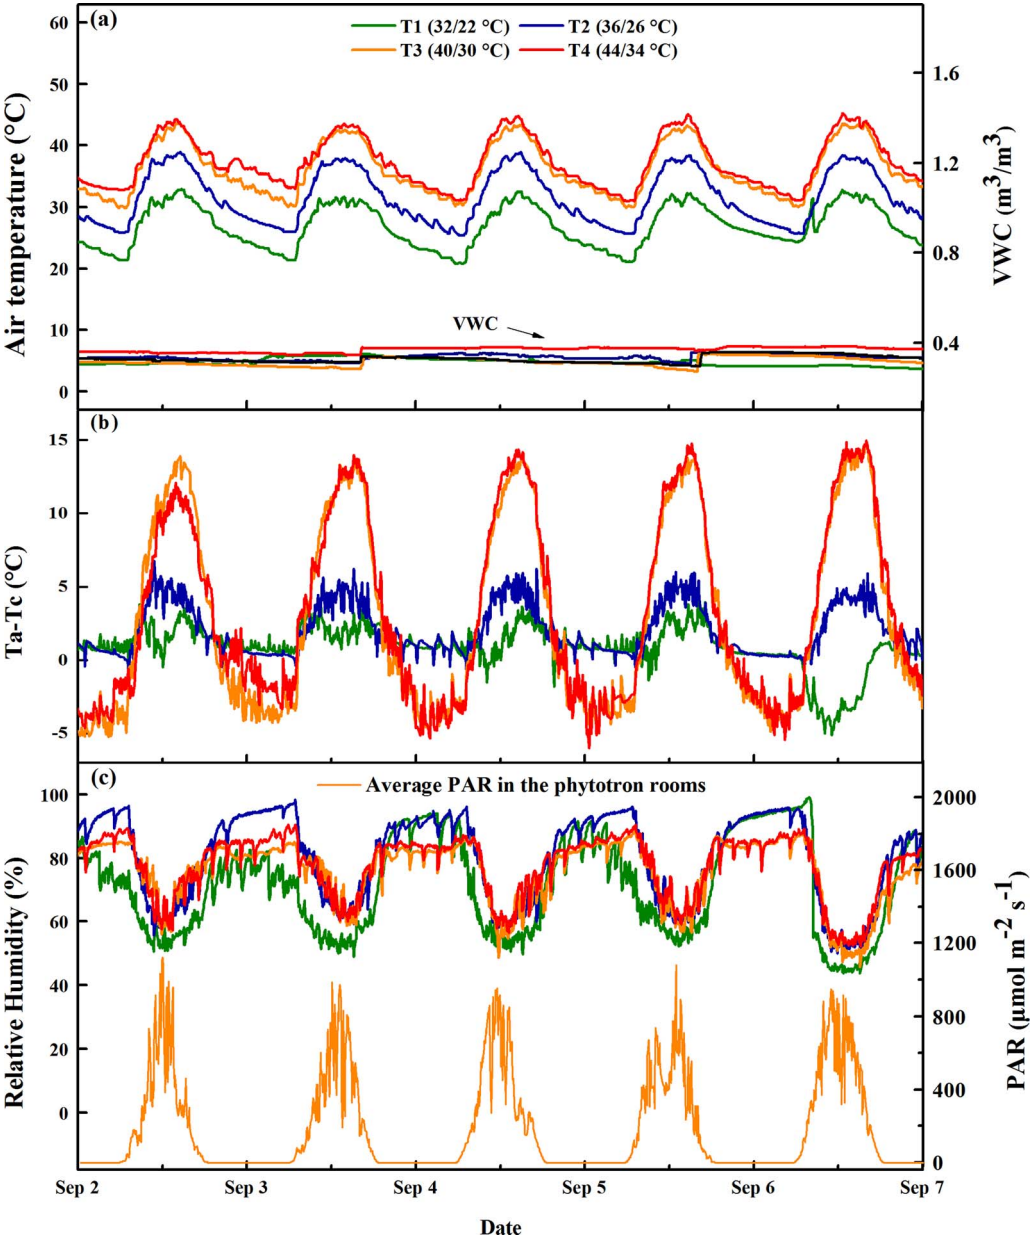 (a)
T1 (32/22 °C) T2 (36/26 °C)
T3 (40/30 °C) T4 (44/34 °C)
60
50
40
30
20
10
0
Air temperature (°C)
1.6
1.2
0.8
0.4
VWC (m³/m³)
VWC
(b)
15
10
5
0
-5
Ta-Tc (°C)
(c)
Average PAR in the phytotron rooms
100
80
60
40
20
0
Relative Humidity (%)
2000
1600
1200
800
400
0
PAR (µmol m⁻² s⁻¹)
Sep 2 Sep 3 Sep 4 Sep 5 Sep 6 Sep 7
Date